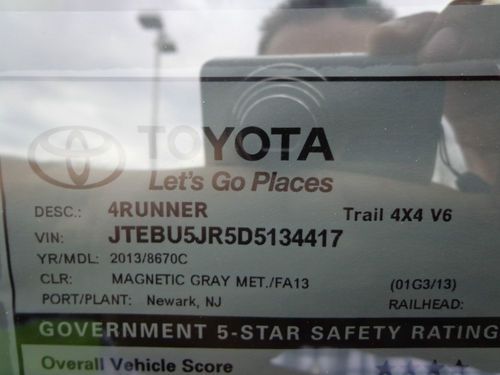 TOYOTA
Let's Go Places
DESC.: 4RUNNER Trail 4X4 V6
VIN: JTEBU5JR5D5134417
YR/MDL: 2013/8670C
CLR: MAGNETIC GRAY MET./FA13 (01G3/13)
PORT/PLANT: Newark, NJ RAILHEAD:
GOVERNMENT 5-STAR SAFETY RATING
Overall Vehicle Score